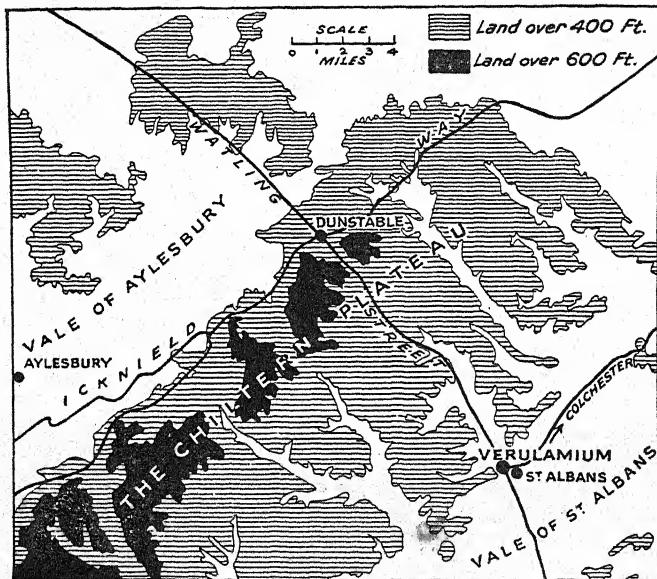 SCALE
0 1 2 3 4
MILES
Land over 400 Ft.
Land over 600 Ft.
WATLING STREET
ICKNIELD WAY
DUNSTABLE
VALE OF AYLESBURY
AYLESBURY
THE CHILTERN PLATEAU
COLCHESTER
VERULAMIUM
ST ALBANS
VALE OF ST ALBANS